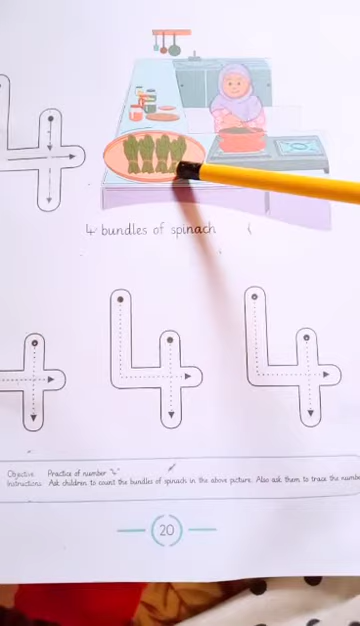 4 bundles of spinach
Objective Practice of number "4"
Instructions: Ask children to count the bundles of spinach in the above picture. Also ask them to trace the
20